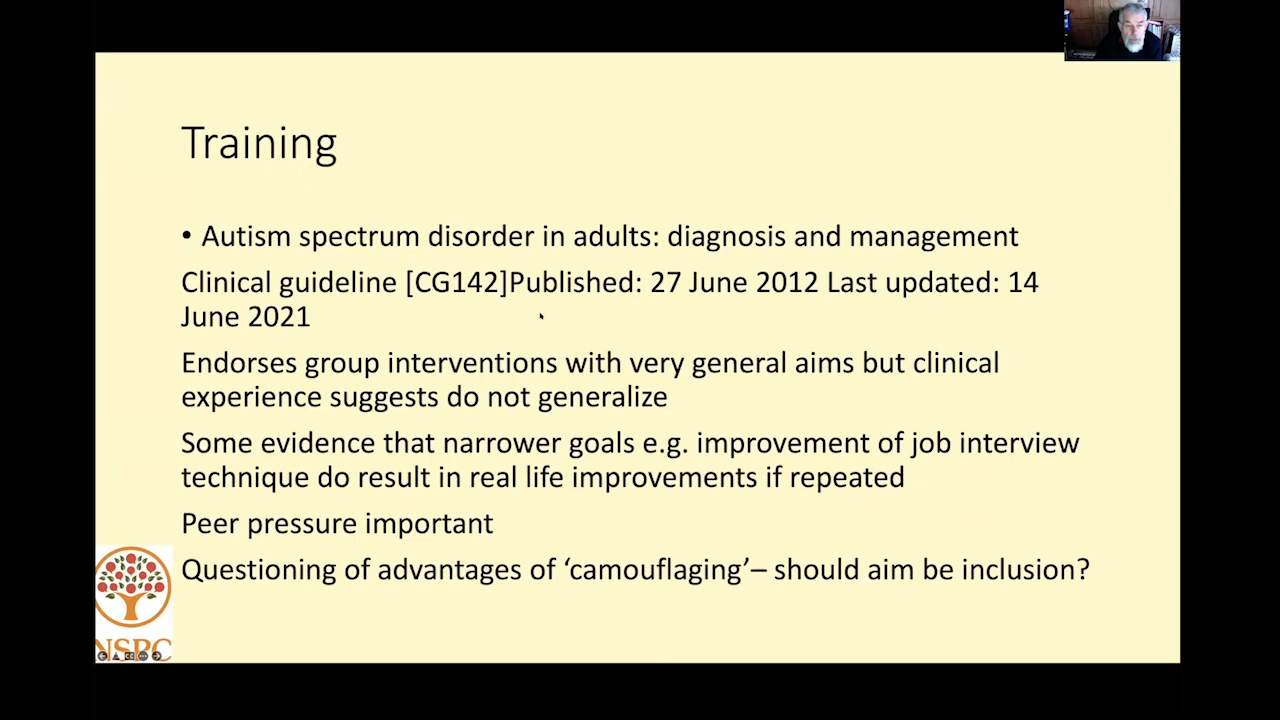 Training
• Autism spectrum disorder in adults: diagnosis and management
Clinical guideline [CG142]Published: 27 June 2012 Last updated: 14
June 2021
Endorses group interventions with very general aims but clinical
experience suggests do not generalize
Some evidence that narrower goals e.g. improvement of job interview
technique do result in real life improvements if repeated
Peer pressure important
Questioning of advantages of ‘camouflaging’– should aim be inclusion?
NSPC